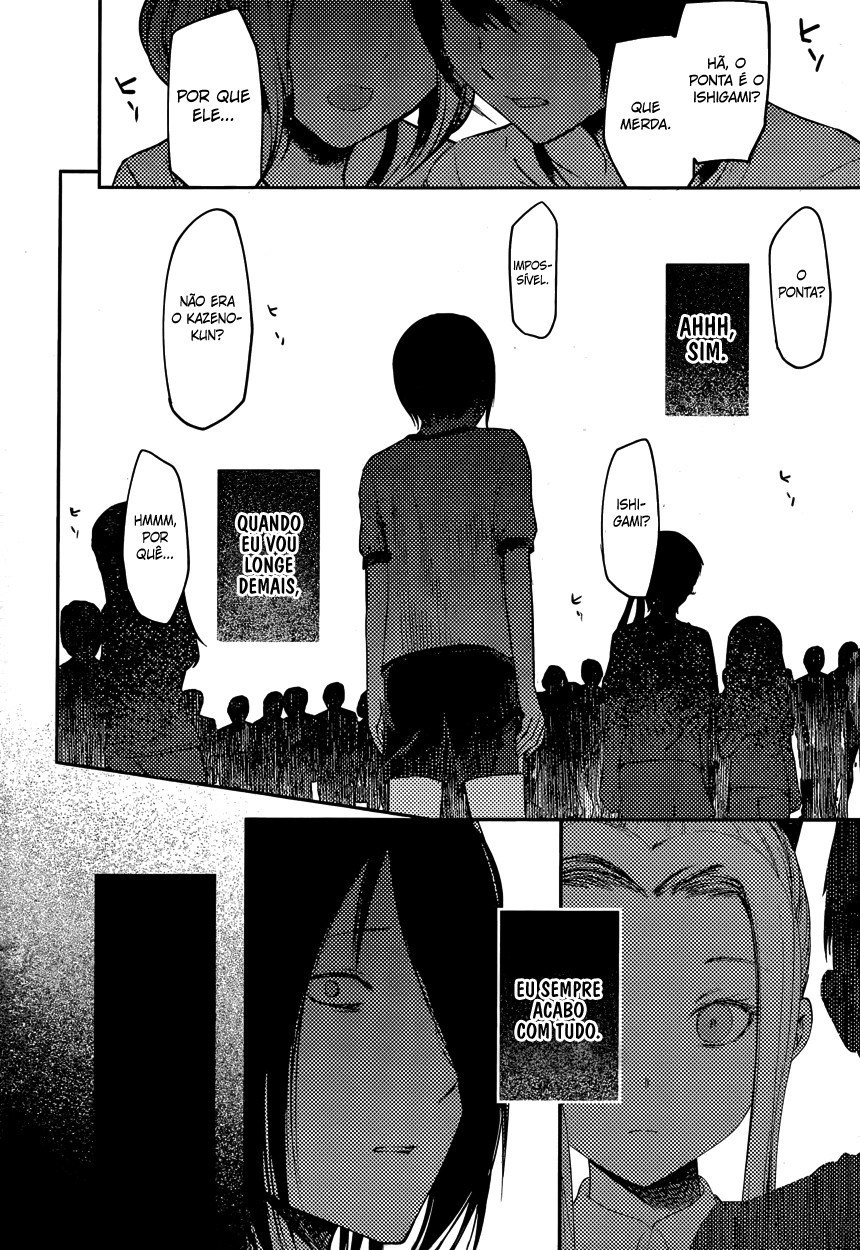 HÃ, O
PONTA É O
ISHIGAMI?
QUE
MERDA.
POR QUE
ELE...
O
PONTA?
AHHH,
SIM.
IMPOS-
SÍVEL.
NÃO ERA
O KAZENO-
KUN?
ISHI-
GAMI?
QUANDO
EU VOU
LONGE
DEMAIS,
HMMM,
POR
QUÊ...
EU SEMPRE
ACABO
COM TUDO.